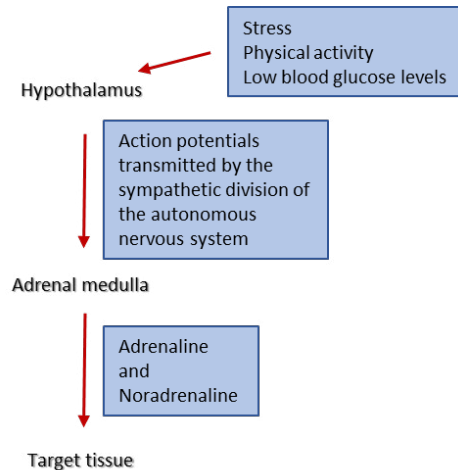 Stress
Physical activity
Low blood glucose levels
Hypothalamus
Action potentials
transmitted by the
sympathetic division of
the autonomous
nervous system
Adrenal medulla
Adrenaline
and
Noradrenaline
Target tissue